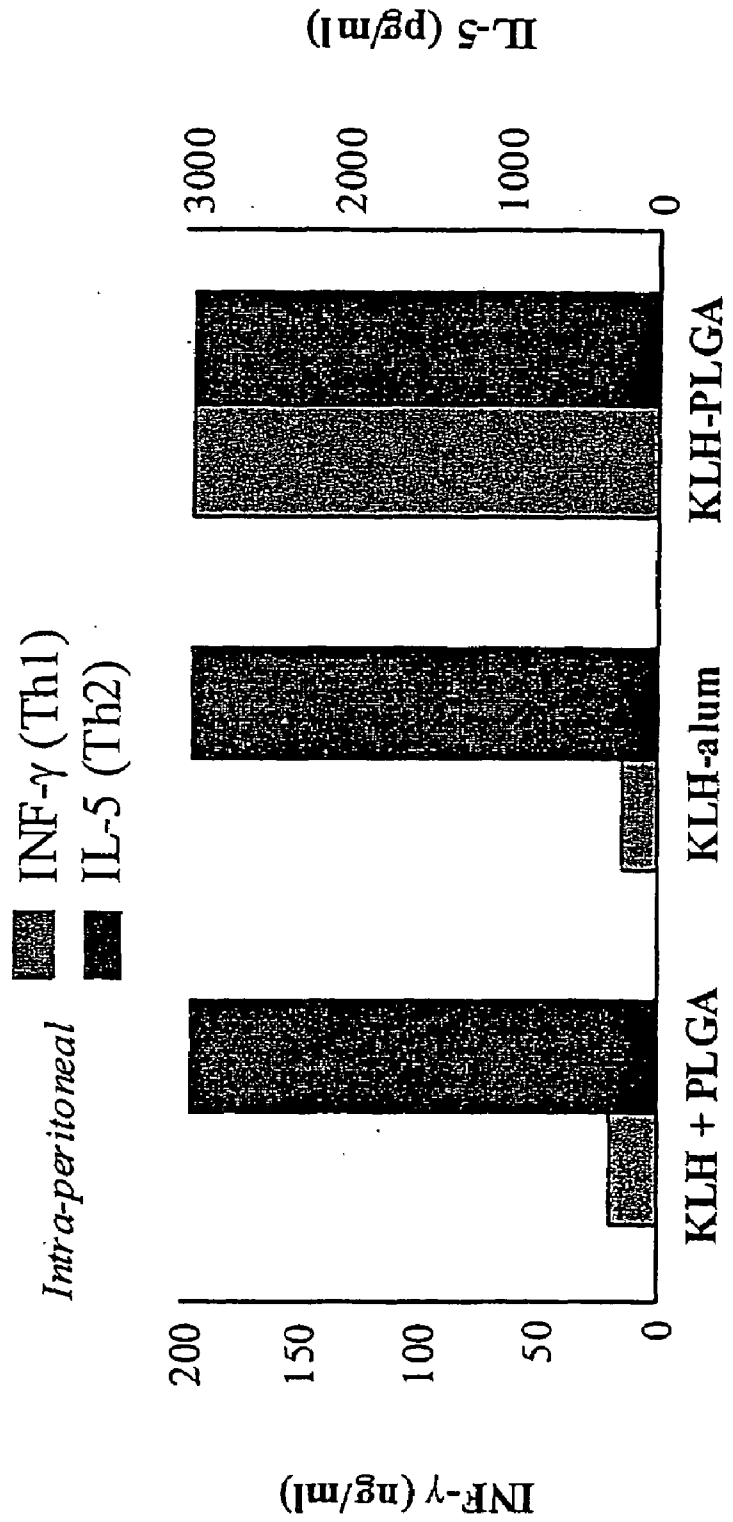 Intra-peritoneal
INF-γ (Th1)
IL-5 (Th2)
INF-γ (ng/ml)
200
150
100
50
0
IL-5 (pg/ml)
3000
2000
1000
0
KLH + PLGA
KLH-alum
KLH-PLGA